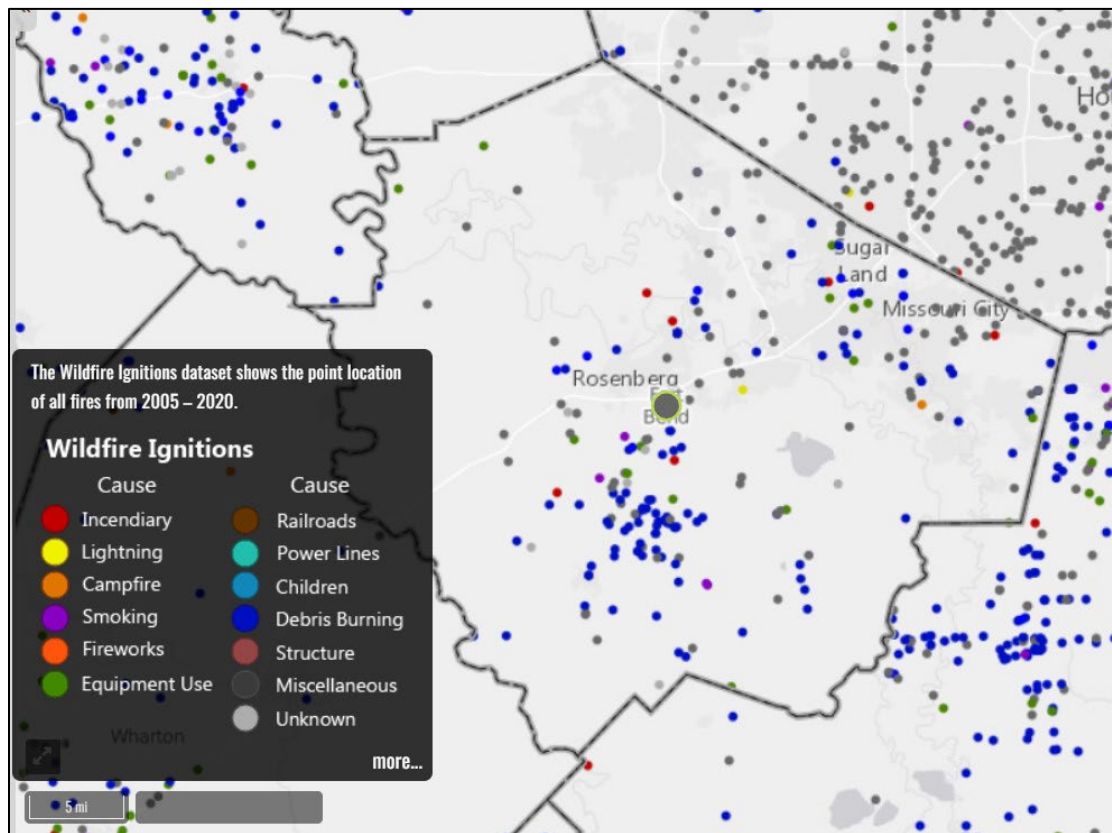 Ho
Sugar
Land
Missouri City
Rosenberg
Fort
Bend
The Wildfire Ignitions dataset shows the point location
of all fires from 2005 – 2020.
Wildfire Ignitions
Cause
Incendiary
Lightning
Campfire
Smoking
Fireworks
Equipment Use
Cause
Railroads
Power Lines
Children
Debris Burning
Structure
Miscellaneous
Unknown
Wharton
more...
5 mi